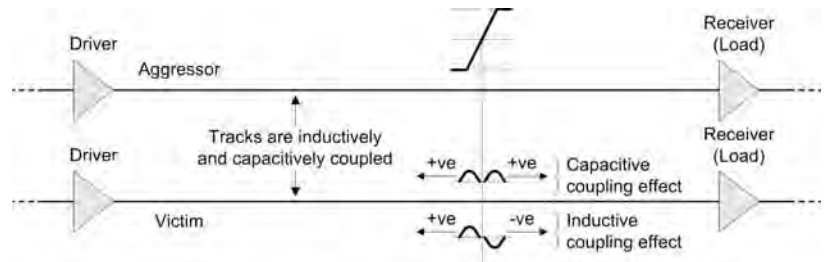 Driver
Receiver
(Load)
Aggressor
Tracks are inductively
and capacitively coupled
Driver
Receiver
(Load)
+ve +ve Capacitive
coupling effect
Victim
+ve -ve Inductive
coupling effect